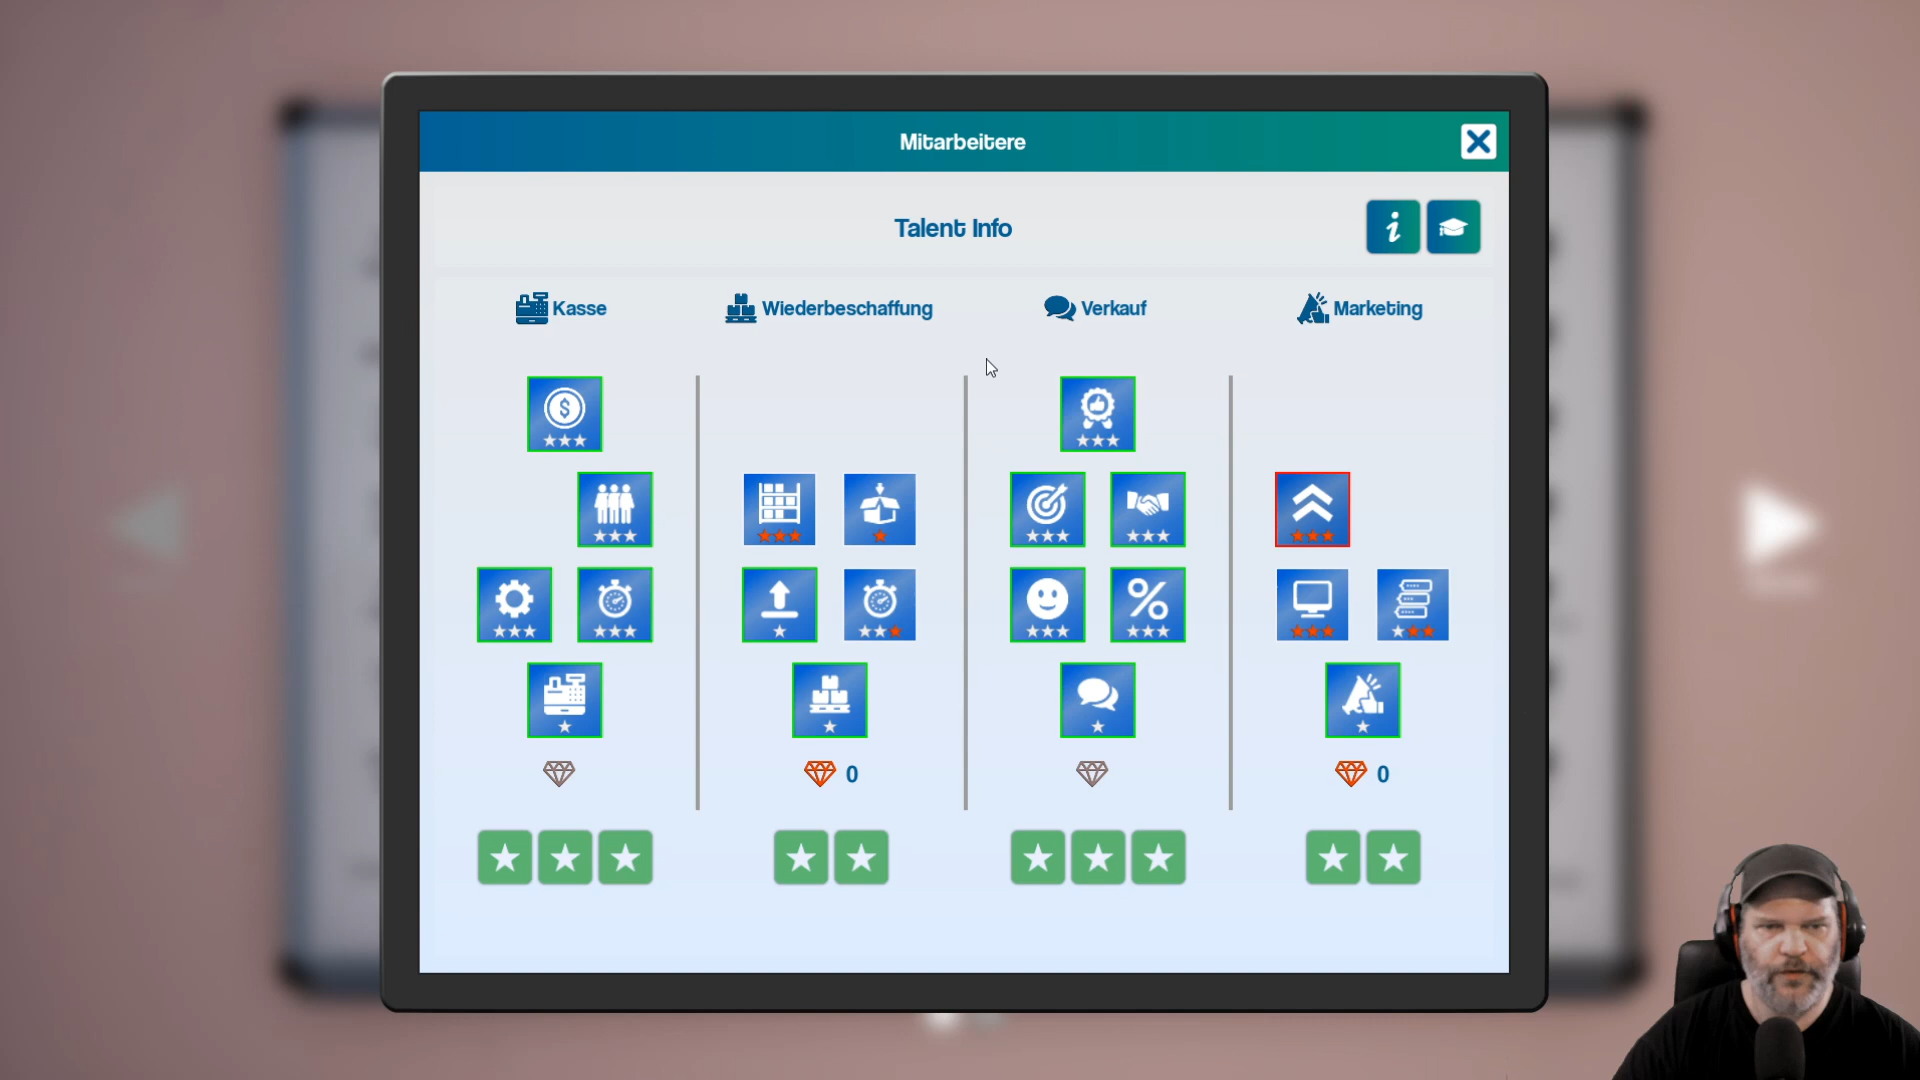 Mitarbeitere
Talent Info
Kasse
Wiederbeschaffung
Verkauf
Marketing
0
0